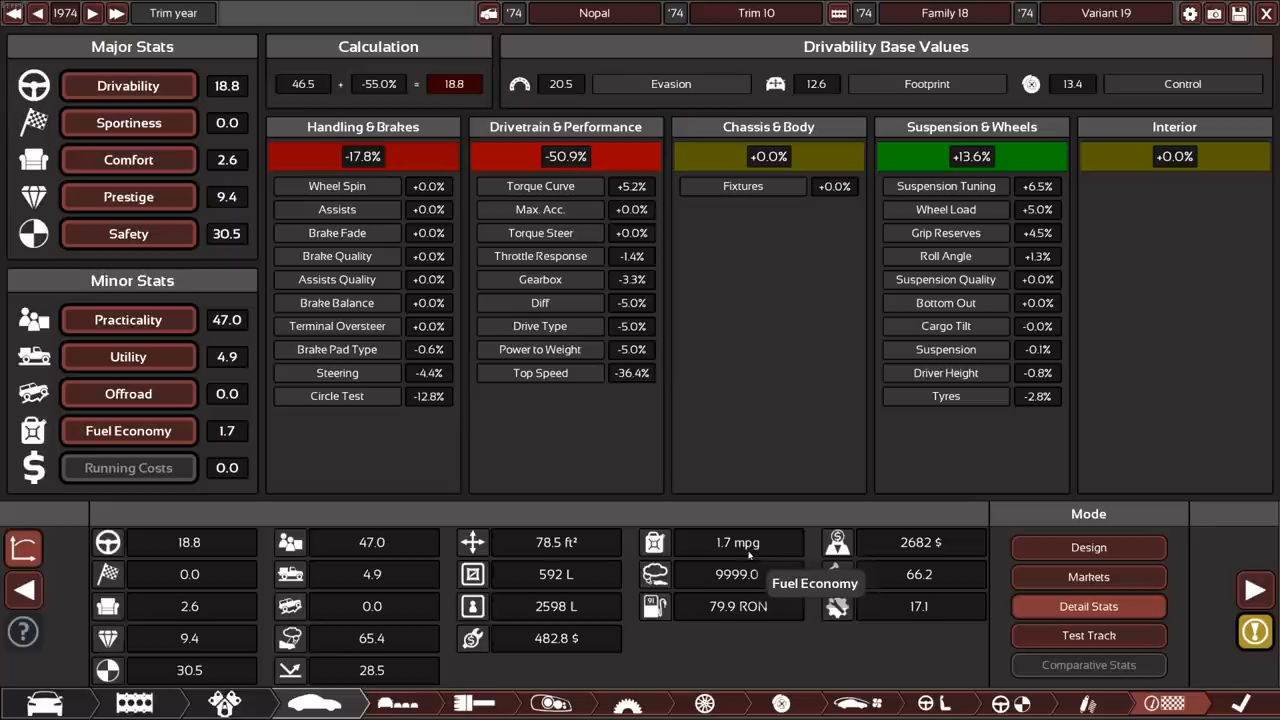 1974 Trim year '74 Nopal '74 Trim 10 '74 Family 18 '74 Variant 19
Major Stats
Drivability 18.8
Sportiness 0.0
Comfort 2.6
Prestige 9.4
Safety 30.5
Minor Stats
Practicality 47.0
Utility 4.9
Offroad 0.0
Fuel Economy 1.7
Running Costs 0.0
Calculation
46.5 + -55.0% = 18.8
Drivability Base Values
20.5 Evasion 12.6 Footprint 13.4 Control
Handling & Brakes
-17.8%
Wheel Spin +0.0%
Assists +0.0%
Brake Fade +0.0%
Brake Quality +0.0%
Assists Quality +0.0%
Brake Balance +0.0%
Terminal Oversteer +0.0%
Brake Pad Type -0.6%
Steering -4.4%
Circle Test -12.8%
Drivetrain & Performance
-50.9%
Torque Curve +5.2%
Max. Acc. +0.0%
Torque Steer +0.0%
Throttle Response -1.4%
Gearbox -3.3%
Diff -5.0%
Drive Type -5.0%
Power to Weight -5.0%
Top Speed -36.4%
Chassis & Body
+0.0%
Fixtures +0.0%
Suspension & Wheels
+13.6%
Suspension Tuning +6.5%
Wheel Load +5.0%
Grip Reserves +4.5%
Roll Angle +1.3%
Suspension Quality +0.0%
Bottom Out +0.0%
Cargo Tilt -0.0%
Suspension -0.1%
Driver Height -0.8%
Tyres -2.8%
Interior
+0.0%
18.8 47.0 78.5 ft² 1.7 mpg 2682 $
0.0 4.9 592 L 9999.0 66.2
2.6 0.0 2598 L 79.9 RON 17.1
9.4 65.4 482.8 $
30.5 28.5
Fuel Economy
91
Mode
Design
Markets
Detail Stats
Test Track
Comparative Stats